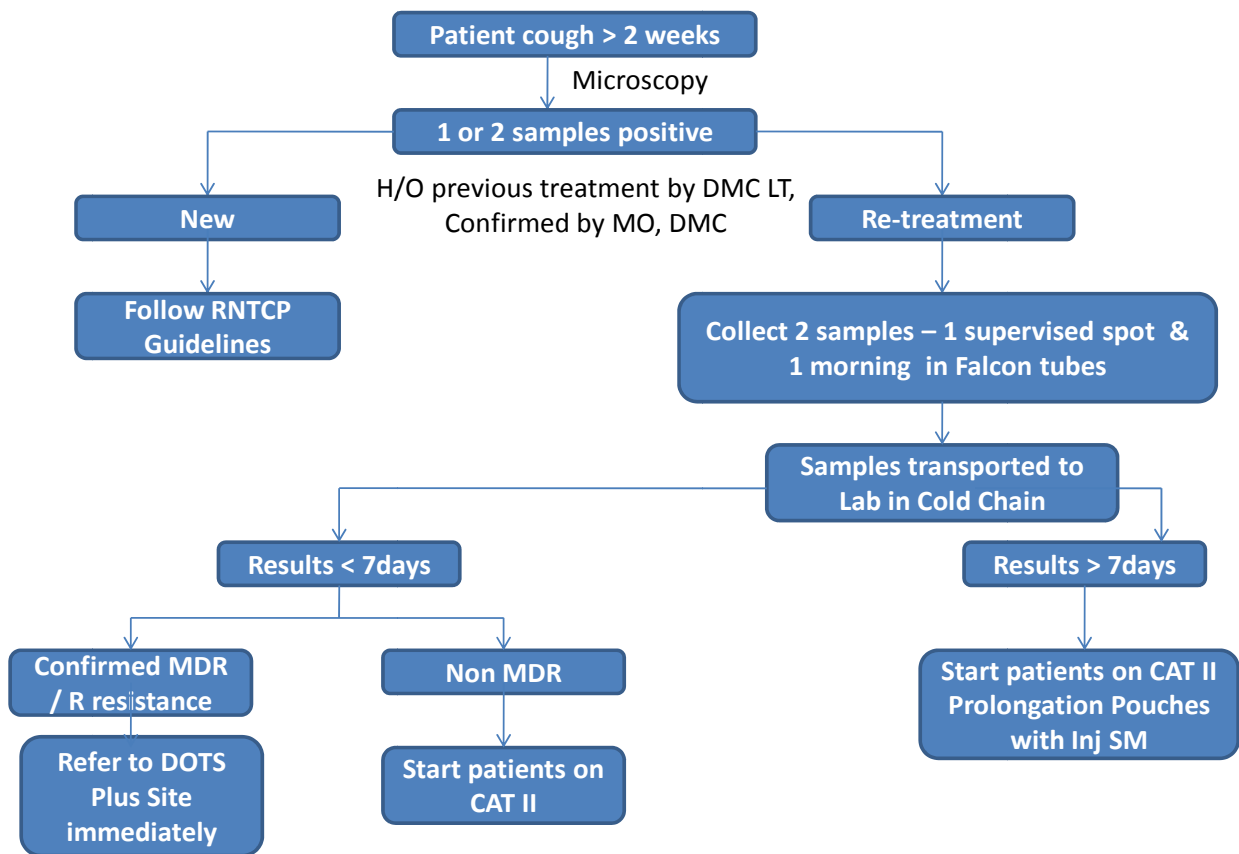 Patient cough > 2 weeks
Microscopy
1 or 2 samples positive
H/O previous treatment by DMC LT,
Confirmed by MO, DMC
New
Re-treatment
Follow RNTCP
Guidelines
Collect 2 samples – 1 supervised spot &
1 morning in Falcon tubes
Samples transported to
Lab in Cold Chain
Results < 7days
Results > 7days
Confirmed MDR
/ R resistance
Non MDR
Start patients on CAT II
Prolongation Pouches
with Inj SM
Refer to DOTS
Plus Site
immediately
Start patients on
CAT II